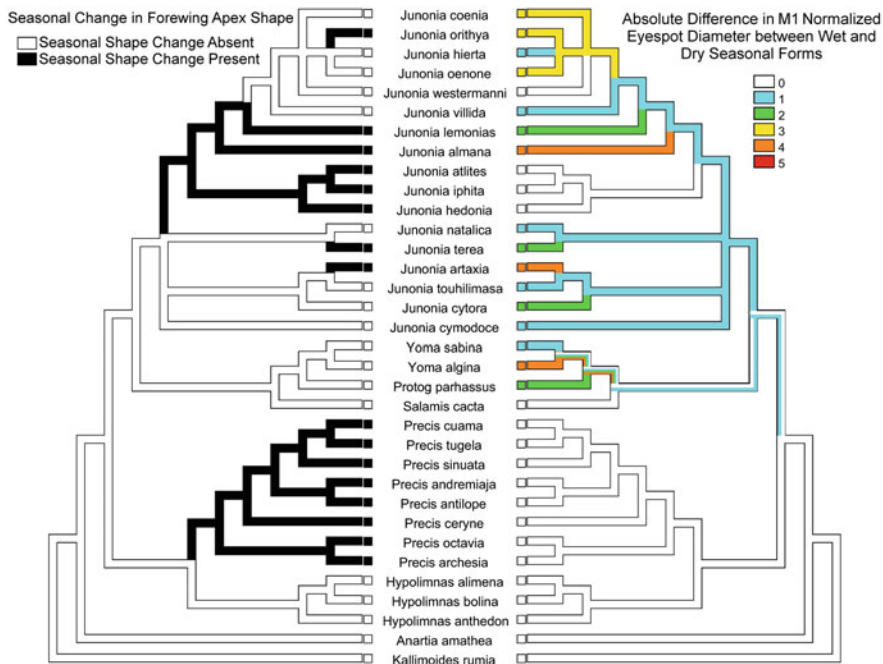 Seasonal Change in Forewing Apex Shape
Seasonal Shape Change Absent
Seasonal Shape Change Present
Absolute Difference in M1 Normalized
Eyespot Diameter between Wet and
Dry Seasonal Forms
0
1
2
3
4
5
Junonia coenia
Junonia orithya
Junonia hierta
Junonia oenone
Junonia westermanni
Junonia villida
Junonia lemonias
Junonia almana
Junonia atlites
Junonia iphita
Junonia hedonia
Junonia natalica
Junonia terea
Junonia artaxia
Junonia touhilimasa
Junonia cytora
Junonia cymodoce
Yoma sabina
Yoma algina
Protog parhassus
Salamis cacta
Precis cuama
Precis tugela
Precis sinuata
Precis andremiaja
Precis antilope
Precis ceryne
Precis octavia
Precis archesia
Hypolimnas alimena
Hypolimnas bolina
Hypolimnas anthedon
Anartia amathea
Kallimoides rumia